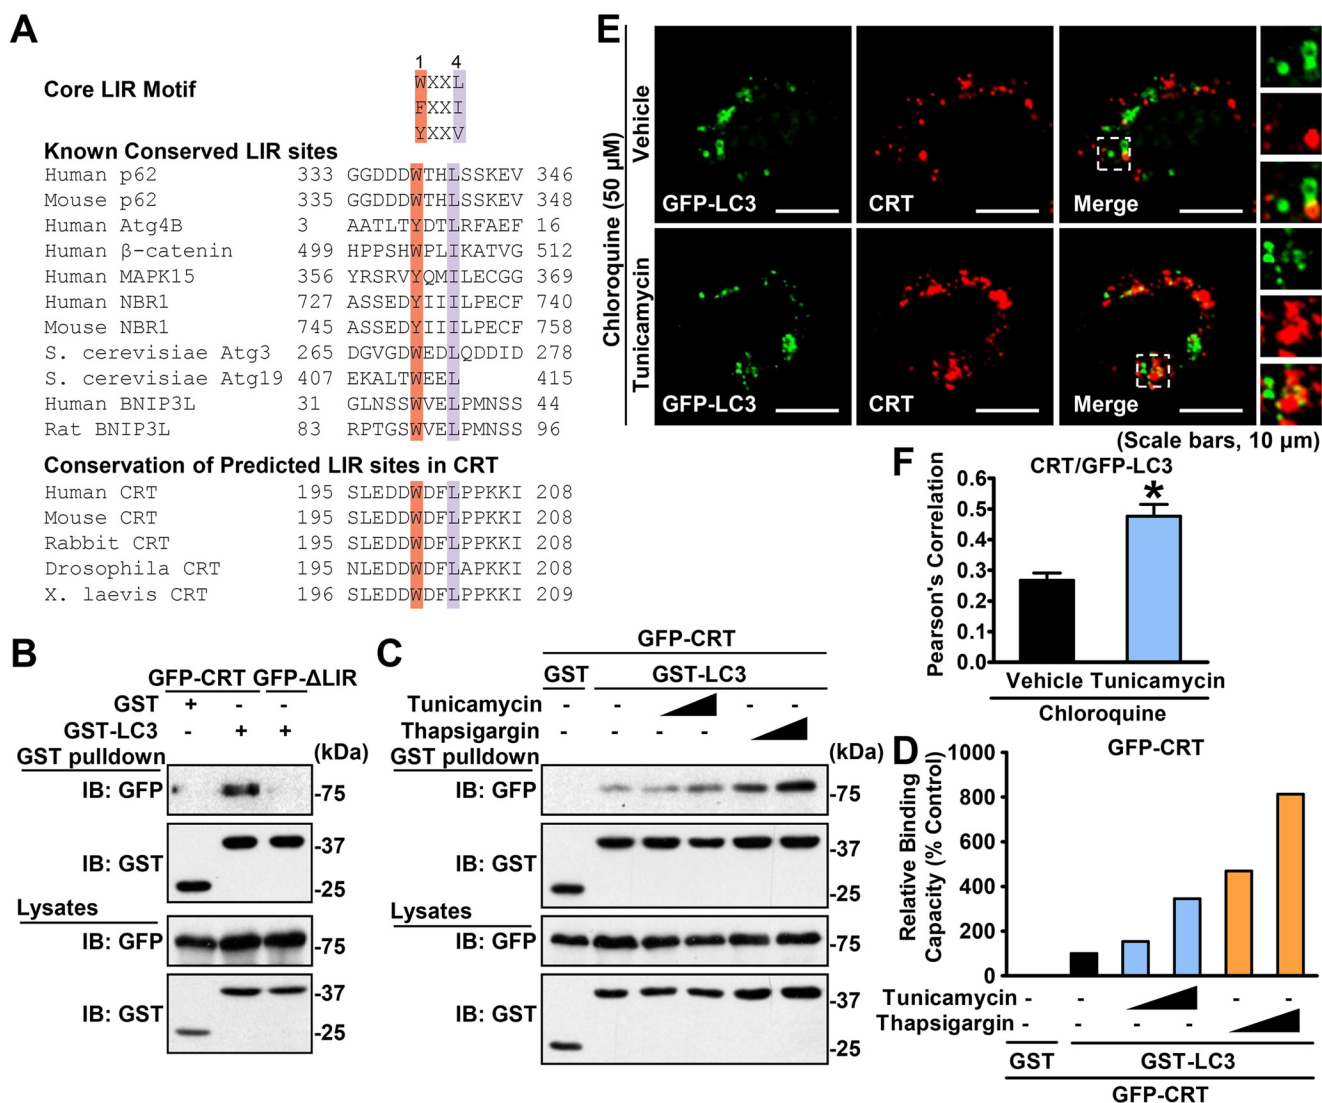 A
1 4
Core LIR Motif
WXXL
FXXI
YXXV
Known Conserved LIR sites
Human p62 333 GGDDDWTHLSSKEV 346
Mouse p62 335 GGDDDWTHLSSKEV 348
Human Atg4B 3 AATLTYDTLRFAEF 16
Human β-catenin 499 HPPSHWPLIKATVG 512
Human MAPK15 356 YRSRVYQMILECGG 369
Human NBR1 727 ASSEDYIIILPECF 740
Mouse NBR1 745 ASSEDYIIILPECF 758
S. cerevisiae Atg3 265 DGVGDWEDLQDDID 278
S. cerevisiae Atg19 407 EKALTWEEL 415
Human BNIP3L 31 GLNSSWVELPMNSS 44
Rat BNIP3L 83 RPTGSWVELPMNSS 96
Conservation of Predicted LIR sites in CRT
Human CRT 195 SLEDDWDFLPPKKI 208
Mouse CRT 195 SLEDDWDFLPPKKI 208
Rabbit CRT 195 SLEDDWDFLPPKKI 208
Drosophila CRT 195 NLEDDWDFLAPKKI 208
X. laevis CRT 196 SLEDDWDFLPPKKI 209
B
GFP-CRT GFP-ΔLIR
GST + - -
GST-LC3 - + +
GST pulldown (kDa)
IB: GFP -75
-37
IB: GST
-25
Lysates
IB: GFP -75
-37
IB: GST
-25
C
GFP-CRT
GST GST-LC3
Tunicamycin - - - -
Thapsigargin - - - -
GST pulldown (kDa)
IB: GFP -75
-37
IB: GST
-25
Lysates
IB: GFP -75
-37
IB: GST
-25
E
Chloroquine (50 µM)
Vehicle
GFP-LC3 CRT Merge
Tunicamycin
GFP-LC3 CRT Merge
(Scale bars, 10 µm)
F
CRT/GFP-LC3
Pearson's Correlation
0.6
0.5
0.4
0.3
0.2
0.1
0.0
*
Vehicle Tunicamycin
Chloroquine
D
GFP-CRT
Relative Binding
Capacity (% Control)
1000
800
600
400
200
0
Tunicamycin - - - -
Thapsigargin - - - -
GST GST-LC3
GFP-CRT